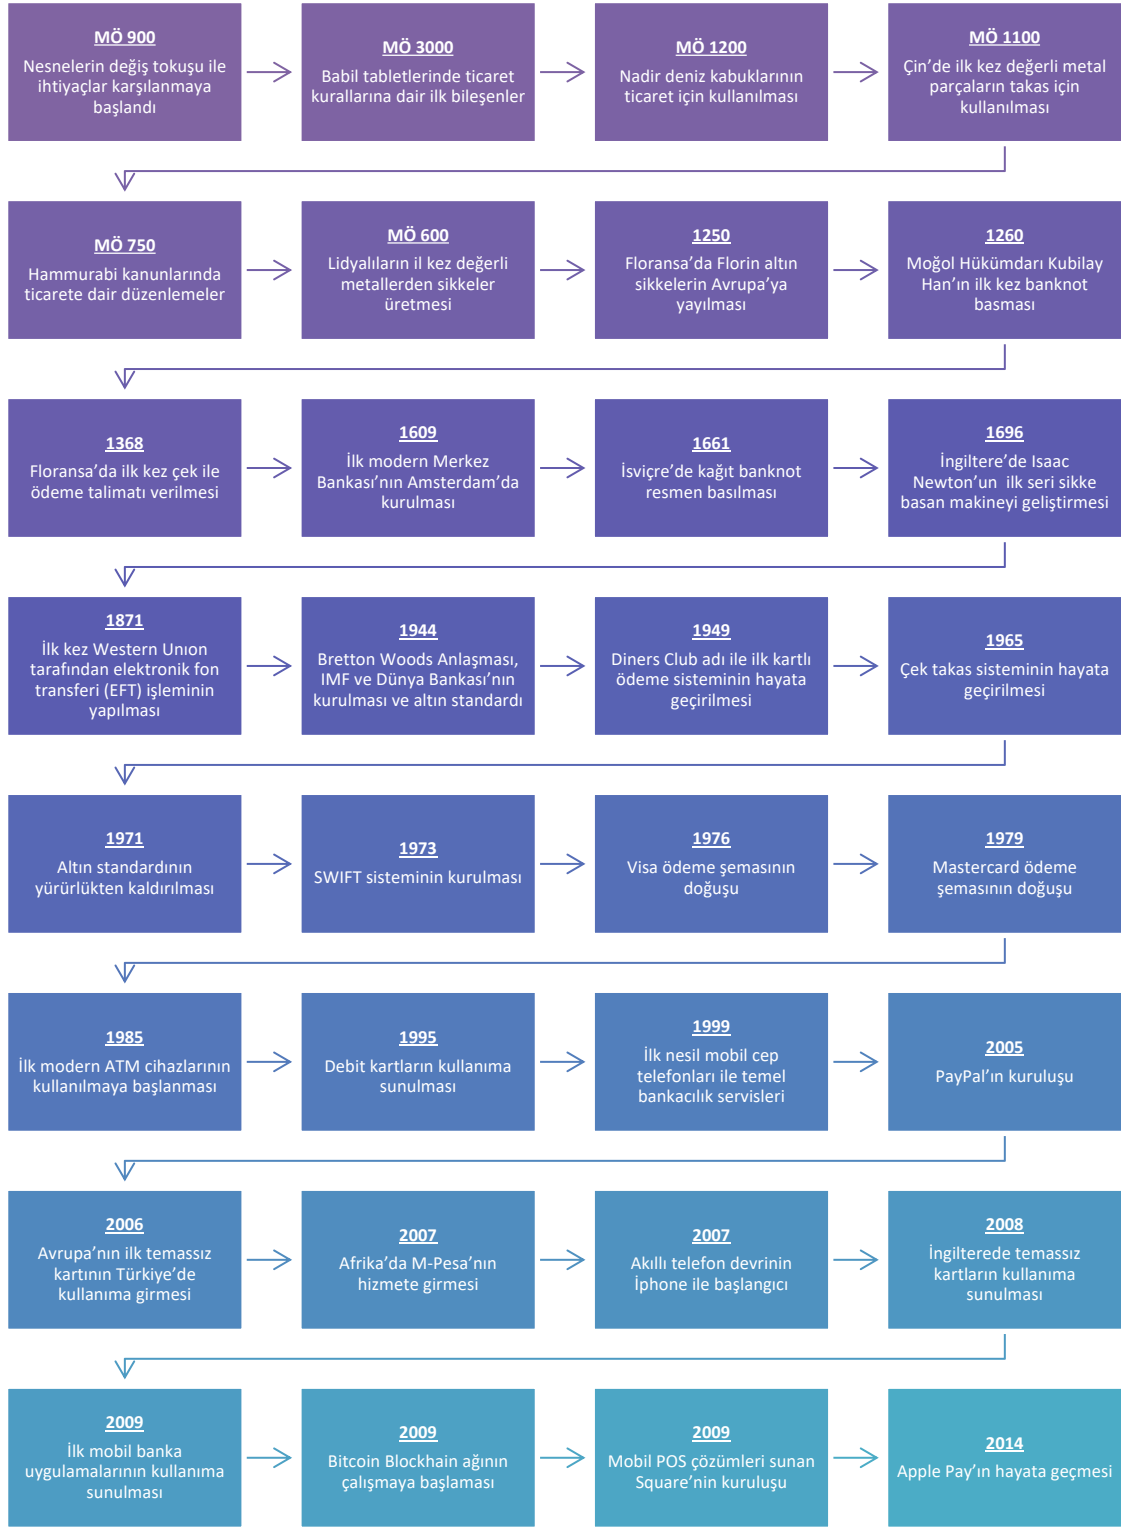 MÖ 900
Nesnelerin değiş tokuşu ile
ihtiyaçlar karşılanmaya
başlandı
MÖ 3000
Babil tabletlerinde ticaret
kurallarına dair ilk bileşenler
MÖ 1200
Nadir deniz kabuklarının
ticaret için kullanılması
MÖ 1100
Çin’de ilk kez değerli metal
parçaların takas için
kullanılması
MÖ 750
Hammurabi kanunlarında
ticarete dair düzenlemeler
MÖ 600
Lidyalıların il kez değerli
metallerden sikkeler
üretmesi
1250
Floransa’da Florin altın
sikkelerin Avrupa’ya
yayılması
1260
Moğol Hükümdarı Kubilay
Han’ın ilk kez banknot
basması
1368
Floransa’da ilk kez çek ile
ödeme talimatı verilmesi
1609
İlk modern Merkez
Bankası’nın Amsterdam’da
kurulması
1661
İsviçre’de kağıt banknot
resmen basılması
1696
İngiltere’de Isaac
Newton’un  ilk seri sikke
basan makineyi geliştirmesi
1871
İlk kez Western Unıon
tarafından elektronik fon
transferi (EFT) işleminin
yapılması
1944
Bretton Woods Anlaşması,
IMF ve Dünya Bankası’nın
kurulması ve altın standardı
1949
Diners Club adı ile ilk kartlı
ödeme sisteminin hayata
geçirilmesi
1965
Çek takas sisteminin hayata
geçirilmesi
1971
Altın standardının
yürürlükten kaldırılması
1973
SWIFT sisteminin kurulması
1976
Visa ödeme şemasının
doğuşu
1979
Mastercard ödeme
şemasının doğuşu
1985
İlk modern ATM cihazlarının
kullanılmaya başlanması
1995
Debit kartların kullanıma
sunulması
1999
İlk nesil mobil cep
telefonları ile temel
bankacılık servisleri
2005
PayPal’ın kuruluşu
2006
Avrupa’nın ilk temassız
kartının Türkiye’de
kullanıma girmesi
2007
Afrika’da M-Pesa’nın
hizmete girmesi
2007
Akıllı telefon devrinin
İphone ile başlangıcı
2008
İngilterede temassız
kartların kullanıma
sunulması
2009
İlk mobil banka
uygulamalarının kullanıma
sunulması
2009
Bitcoin Blockhain ağının
çalışmaya başlaması
2009
Mobil POS çözümleri sunan
Square’nin kuruluşu
2014
Apple Pay’ın hayata geçmesi